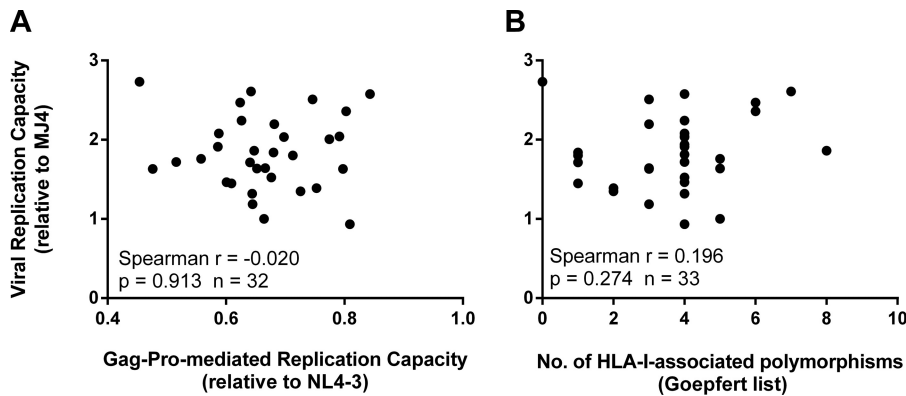 A
Viral Replication Capacity
(relative to MJ4)
3
2
1
0
Spearman r = -0.020
p = 0.913 n = 32
0.4 0.6 0.8 1.0
Gag-Pro-mediated Replication Capacity
(relative to NL4-3)
B
3
2
1
0
Spearman r = 0.196
p = 0.274 n = 33
0 2 4 6 8 10
No. of HLA-I-associated polymorphisms
(Goepfert list)